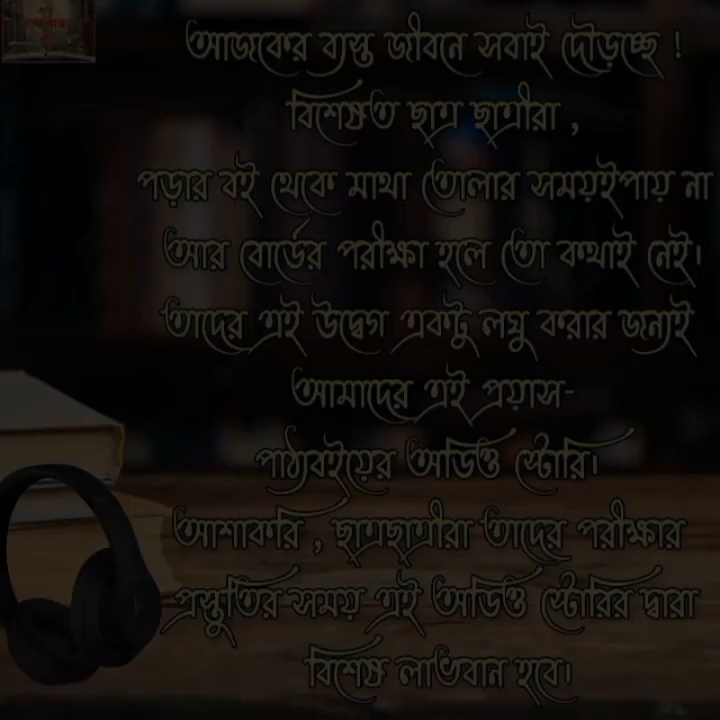 আজকের ব্যস্ত জীবনে সবাই দৌড়চ্ছে !
বিশেষত ছাত্র ছাত্রীরা ,
পড়ার বই থেকে মাথা তোলার সময়ইপায় না
আর বোর্ডের পরীক্ষা হলে তো কথাই নেই।
তাদের এই উদ্বেগ একটু লঘু করার জন্যই
আমাদের এই প্রয়াস-
পাঠ্যবইয়ের অডিও স্টোরি।
আশাকরি , ছাত্রছাত্রীরা তাদের পরীক্ষার
প্রস্তুতির সময় এই অডিও স্টোরির দ্বারা
বিশেষ লাভবান হবে।